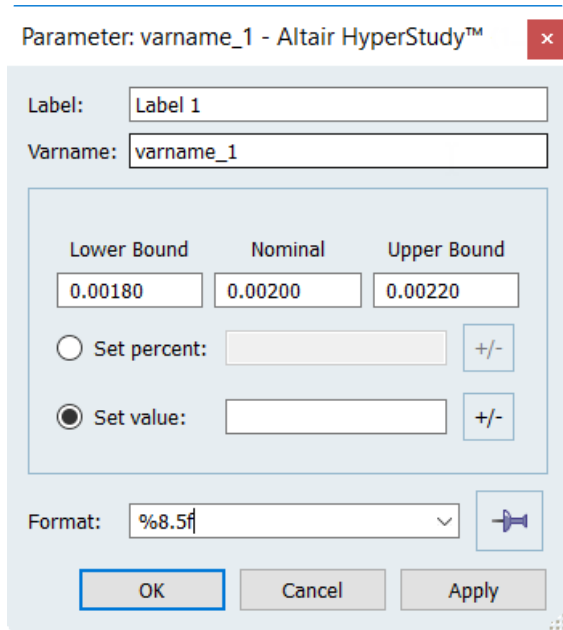 Parameter: varname_1 - Altair HyperStudy™
Label: Label 1
Varname: varname_1
Lower Bound Nominal Upper Bound
0.00180 0.00200 0.00220
Set percent: +/-
Set value: +/-
Format: %8.5f
OK Cancel Apply